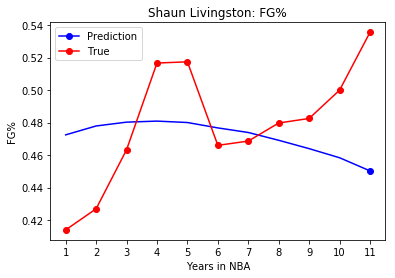 Shaun Livingston: FG%
Prediction
True
FG%
0.54
0.52
0.50
0.48
0.46
0.44
0.42
1 2 3 4 5 6 7 8 9 10 11
Years in NBA